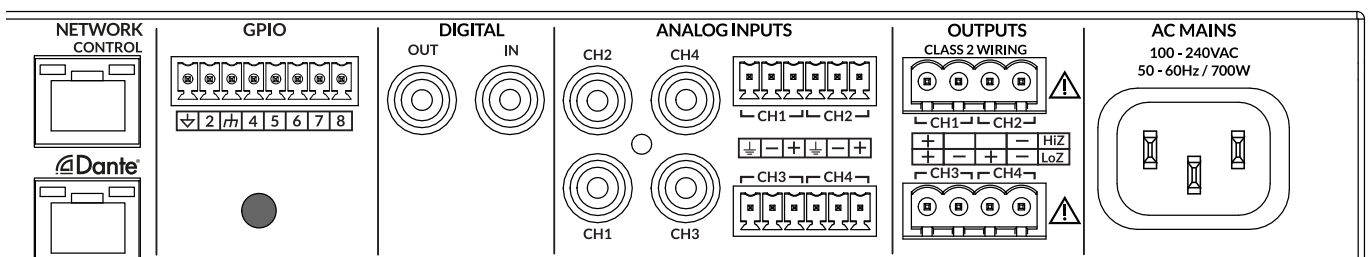 NETWORK
CONTROL
Dante
GPIO
2 4 5 6 7 8
DIGITAL
OUT IN
ANALOG INPUTS
CH2 CH4
CH1 CH3
CH1 CH2
- + - +
CH3 CH4
OUTPUTS
CLASS 2 WIRING
CH1 CH2
+ - HiZ
+ - + - LoZ
CH3 CH4
AC MAINS
100 - 240VAC
50 - 60Hz / 700W